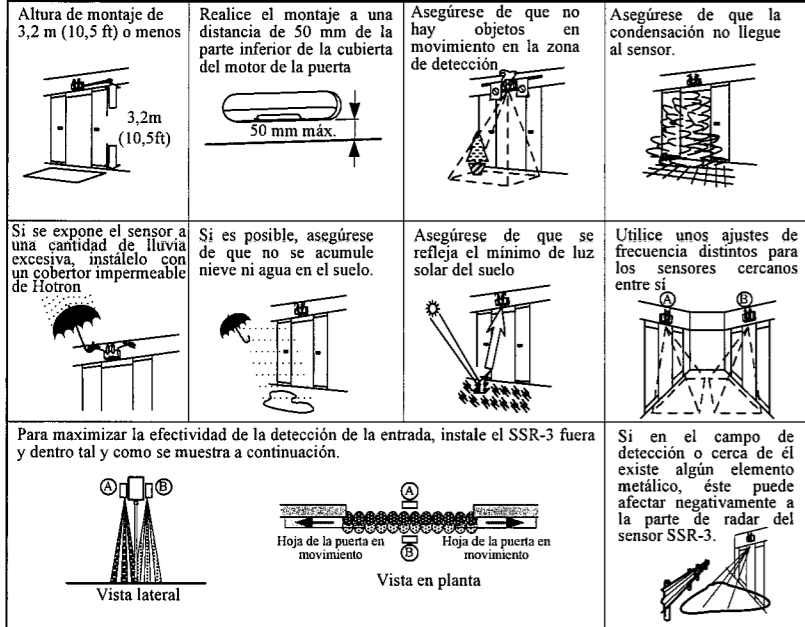 Altura de montaje de
3,2 m (10,5 ft) o menos
3,2m
(10,5ft)
Realice el montaje a una
distancia de 50 mm de la
parte inferior de la cubierta
del motor de la puerta
50 mm máx.
Asegúrese de que no
hay objetos en
movimiento en la zona
de detección
Asegúrese de que la
condensación no llegue
al sensor.
Si se expone el sensor a
una cantidad de lluvia
excesiva, instálelo con
un cobertor impermeable
de Hotron
Si es posible, asegúrese
de que no se acumule
nieve ni agua en el suelo.
Asegúrese de que se
refleja el mínimo de luz
solar del suelo
Utilice unos ajustes de
frecuencia distintos para
los sensores cercanos
entre sí
A
B
Para maximizar la efectividad de la detección de la entrada, instale el SSR-3 fuera
y dentro tal y como se muestra a continuación.
A
B
Vista lateral
A
B
Hoja de la puerta en
movimiento
Hoja de la puerta en
movimiento
Vista en planta
Si en el campo de
detección o cerca de él
existe algún elemento
metálico, éste puede
afectar negativamente a
la parte de radar del
sensor SSR-3.